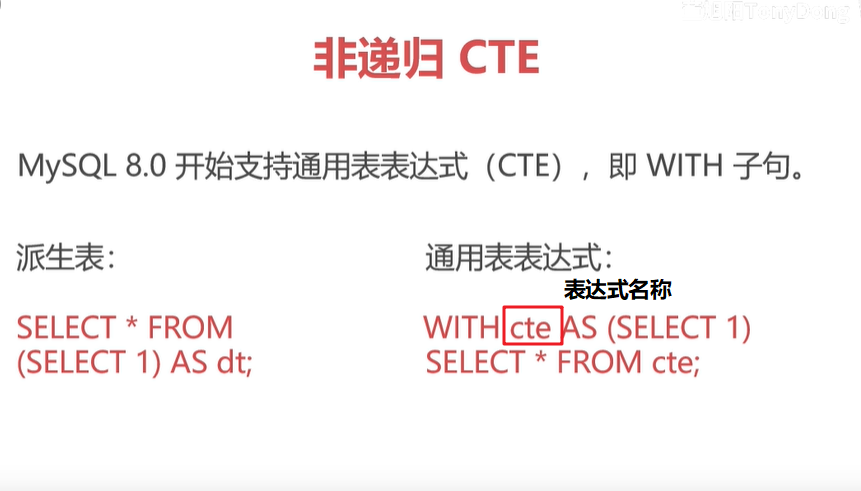 非递归 CTE
MySQL 8.0 开始支持通用表表达式（CTE），即 WITH 子句。
派生表：
SELECT * FROM
(SELECT 1) AS dt;
通用表表达式：
表达式名称
WITH cte AS (SELECT 1)
SELECT * FROM cte;